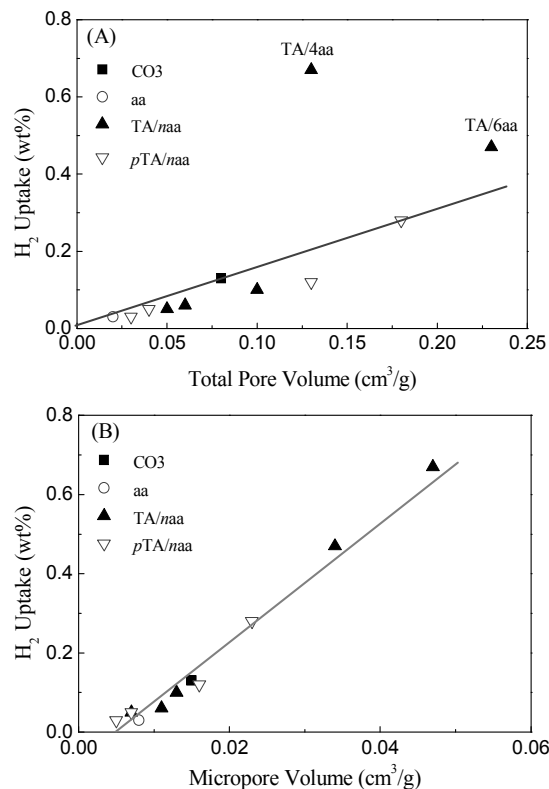 (A)
CO3
aa
TA/naa
pTA/naa
TA/4aa
TA/6aa
0.8
0.6
0.4
0.2
0.0
H₂ Uptake (wt%)
0.00 0.05 0.10 0.15 0.20 0.25
Total Pore Volume (cm³/g)
(B)
CO3
aa
TA/naa
pTA/naa
0.8
0.6
0.4
0.2
0.0
H₂ Uptake (wt%)
0.00 0.02 0.04 0.06
Micropore Volume (cm³/g)